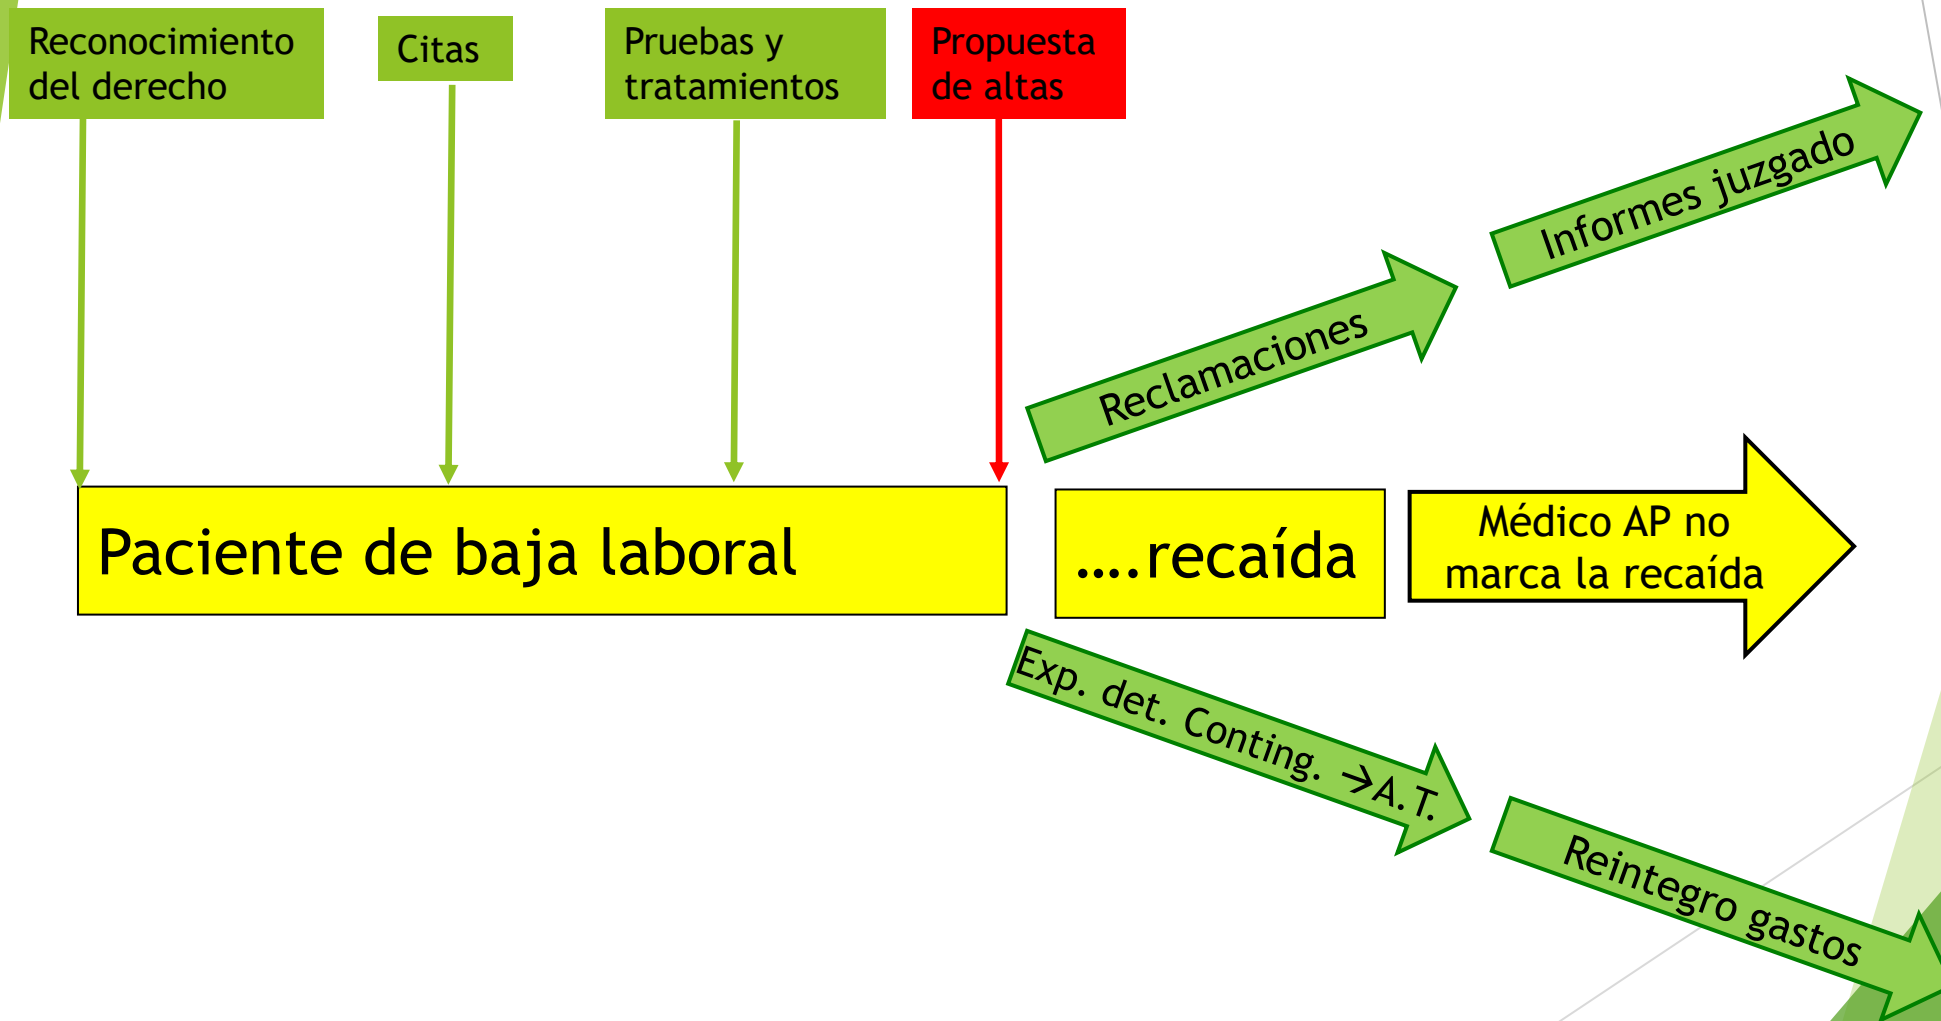 Reconocimiento
del derecho
Citas
Pruebas y
tratamientos
Propuesta
de altas
Informes juzgado
Reclamaciones
Paciente de baja laboral
....recaída
Médico AP no
marca la recaída
Exp. det. Conting. →A.T.
Reintegro gastos